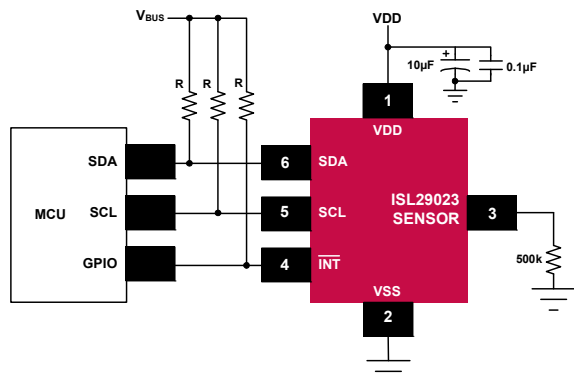 VBUS
VDD
R R R
+
10µF
0.1µF
1
VDD
SDA
6
SDA
MCU
SCL
5
SCL
ISL29023
SENSOR
3
GPIO
4
INT
500k
VSS
2